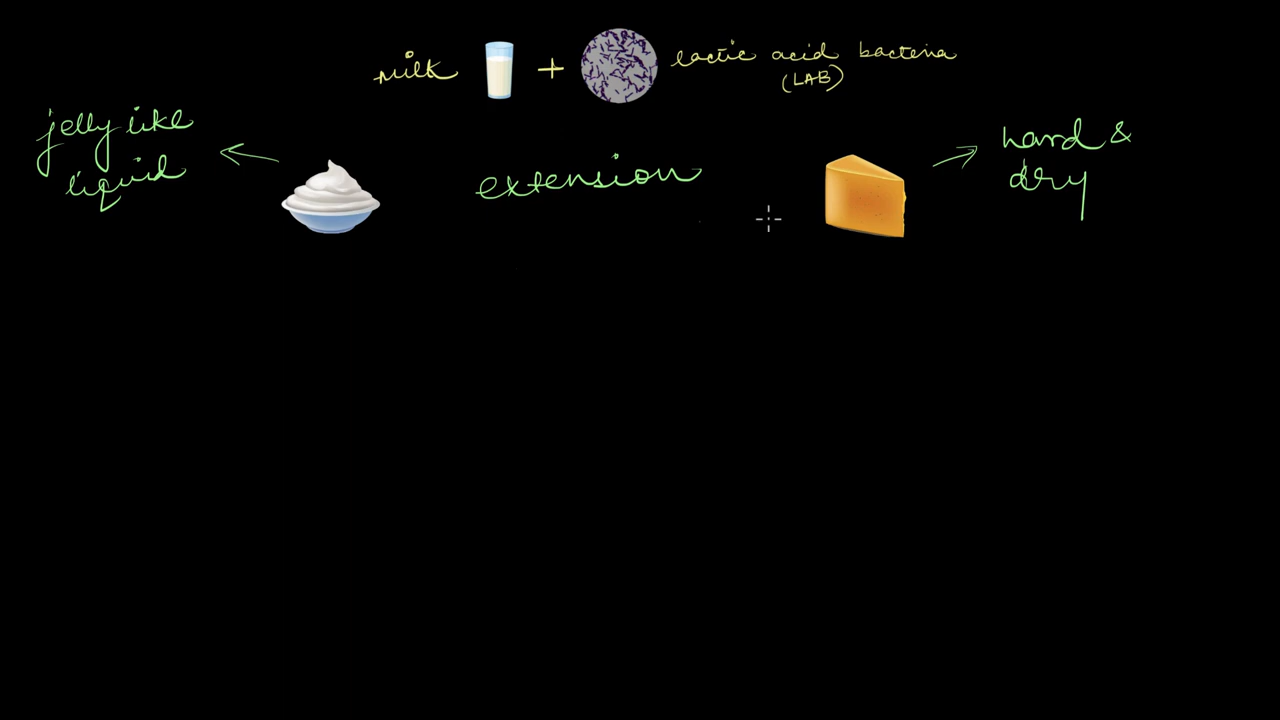 milk + lactic acid bacteria
(LAB)
jelly like
liquid
extension
hard &
dry